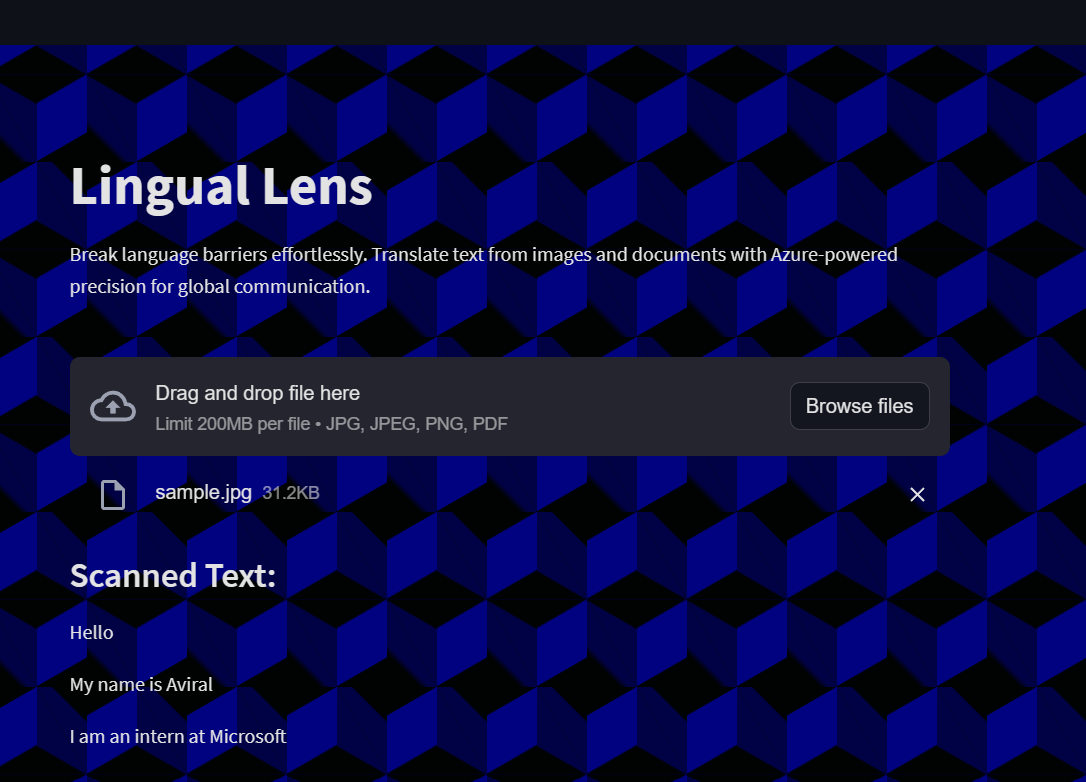 Lingual Lens
Break language barriers effortlessly. Translate text from images and documents with Azure-powered
precision for global communication.
Drag and drop file here
Limit 200MB per file • JPG, JPEG, PNG, PDF
Browse files
sample.jpg 31.2KB
Scanned Text:
Hello
My name is Aviral
I am an intern at Microsoft